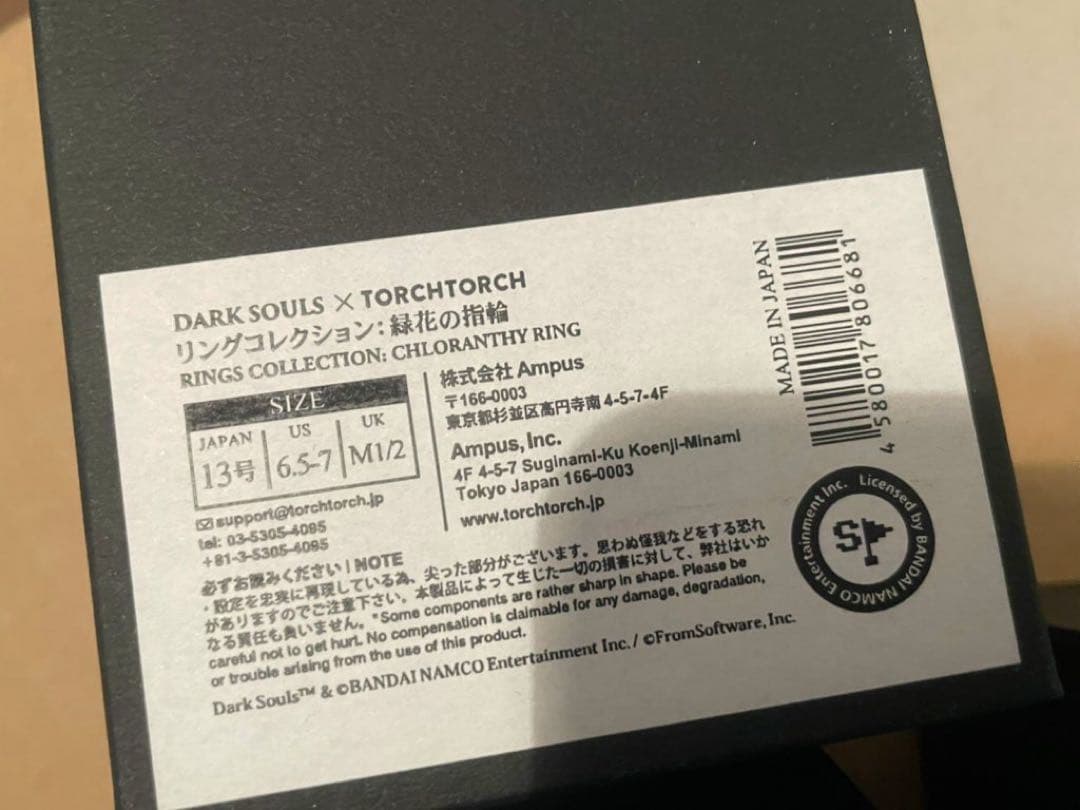 DARK SOULS × TORCHTORCH
リングコレクション：緑花の指輪
RINGS COLLECTION: CHLORANTHY RING
SIZE
JAPAN US UK
13号 6.5-7 M1/2
support@torchtorch.jp
tel: 03-5305-4095
+81-3-5305-4095
株式会社 Ampus
〒166-0003
東京都杉並区高円寺南 4-5-7-4F
Ampus, Inc.
4F 4-5-7 Suginami-Ku Koenji-Minami
Tokyo Japan 166-0003
www.torchtorch.jp
必ずお読みください | NOTE
・設定を忠実に再現している為、尖った部分がございます。思わぬ怪我などをする恐れ
がありますのでご注意下さい。本製品によって生じた一切の損害に対して、弊社はいか
なる責任も負いません。*Some components are rather sharp in shape. Please be
careful not to get hurt. No compensation is claimable for any damage, degradation,
or trouble arising from the use of this product.
Dark Souls™ & ©BANDAI NAMCO Entertainment Inc. / ©FromSoftware, Inc.
MADE IN JAPAN
4 580017 806681
Licensed by BANDAI NAMCO Entertainment Inc.
S